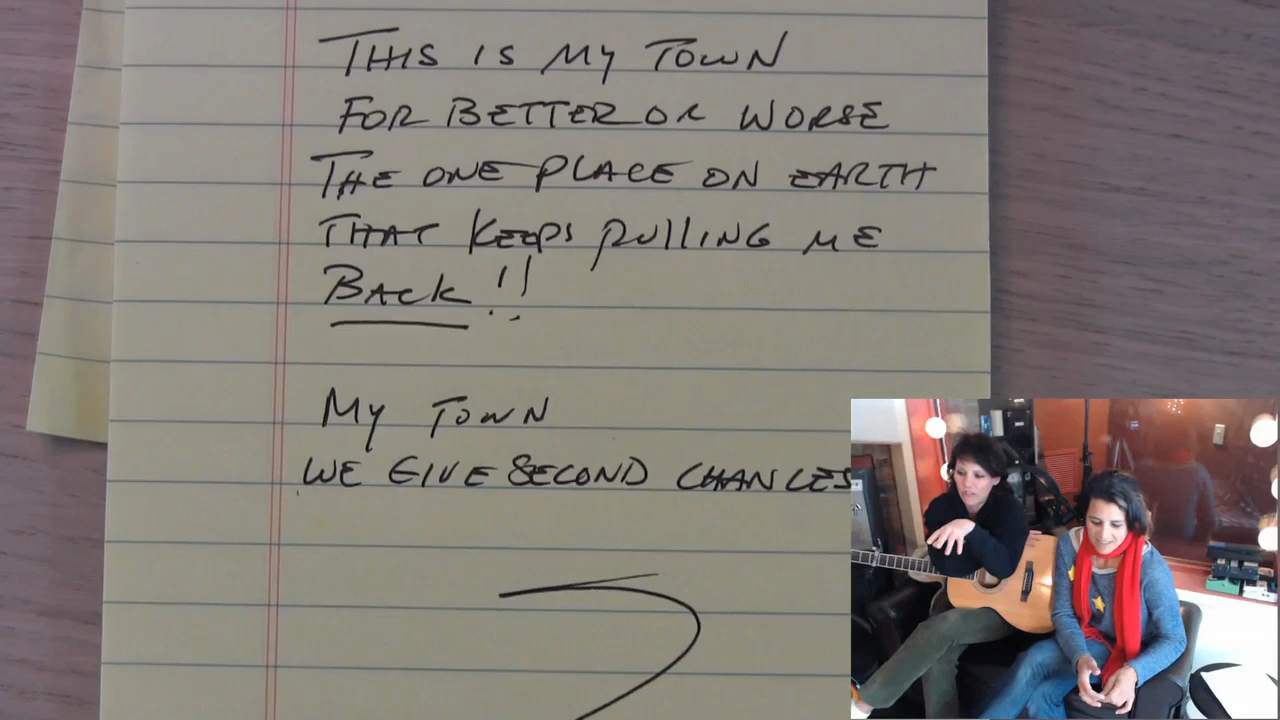 THIS IS MY TOWN
FOR BETTER OR WORSE
THE ONE PLACE ON EARTH
THAT KEEPS PULLING ME
BACK!!
MY TOWN
WE GIVE SECOND CHANCES